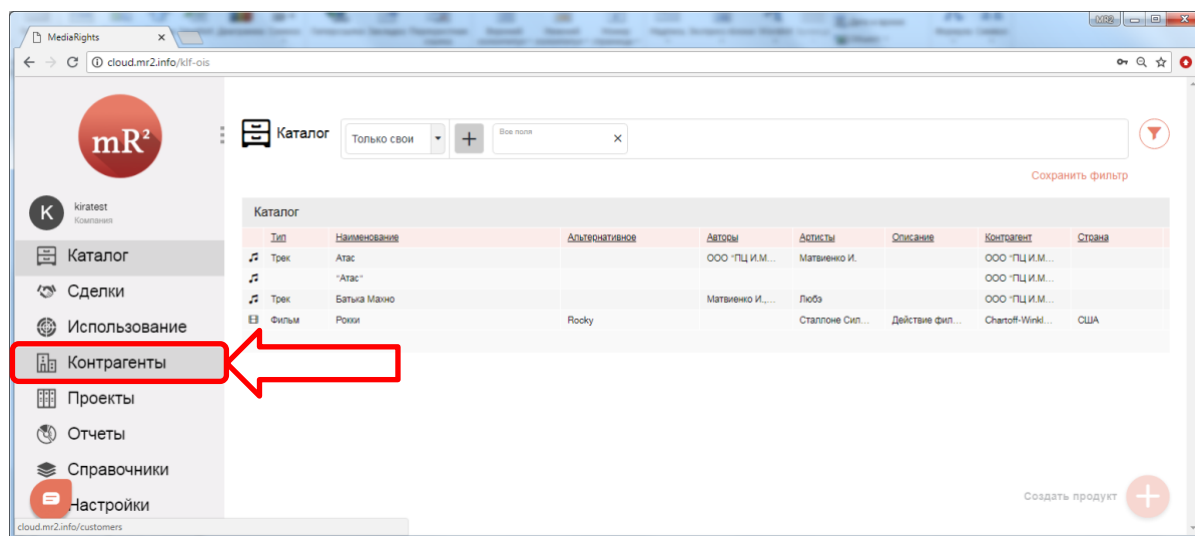 MR2
MediaRights
cloud.mr2.info/klf-ois
mR²
Каталог
Только свои
Все поля
Сохранить фильтр
K
kiratest
Компания
Каталог
Сделки
Использование
Контрагенты
Проекты
Отчеты
Справочники
Настройки
cloud.mr2.info/customers
Каталог
Тип Наименование Альтернативное Авторы Артисты Описание Контрагент Страна
Трек Атас ООО "ПЦ И.М... Матвиенко И. ООО "ПЦ И.М...
"Атас" ООО "ПЦ И.М...
Трек Батька Махно Матвиенко И.,... Любэ ООО "ПЦ И.М...
Фильм Рокки Rocky Сталлоне Сил... Действие фил... Chartoff-Winkl... США
Создать продукт